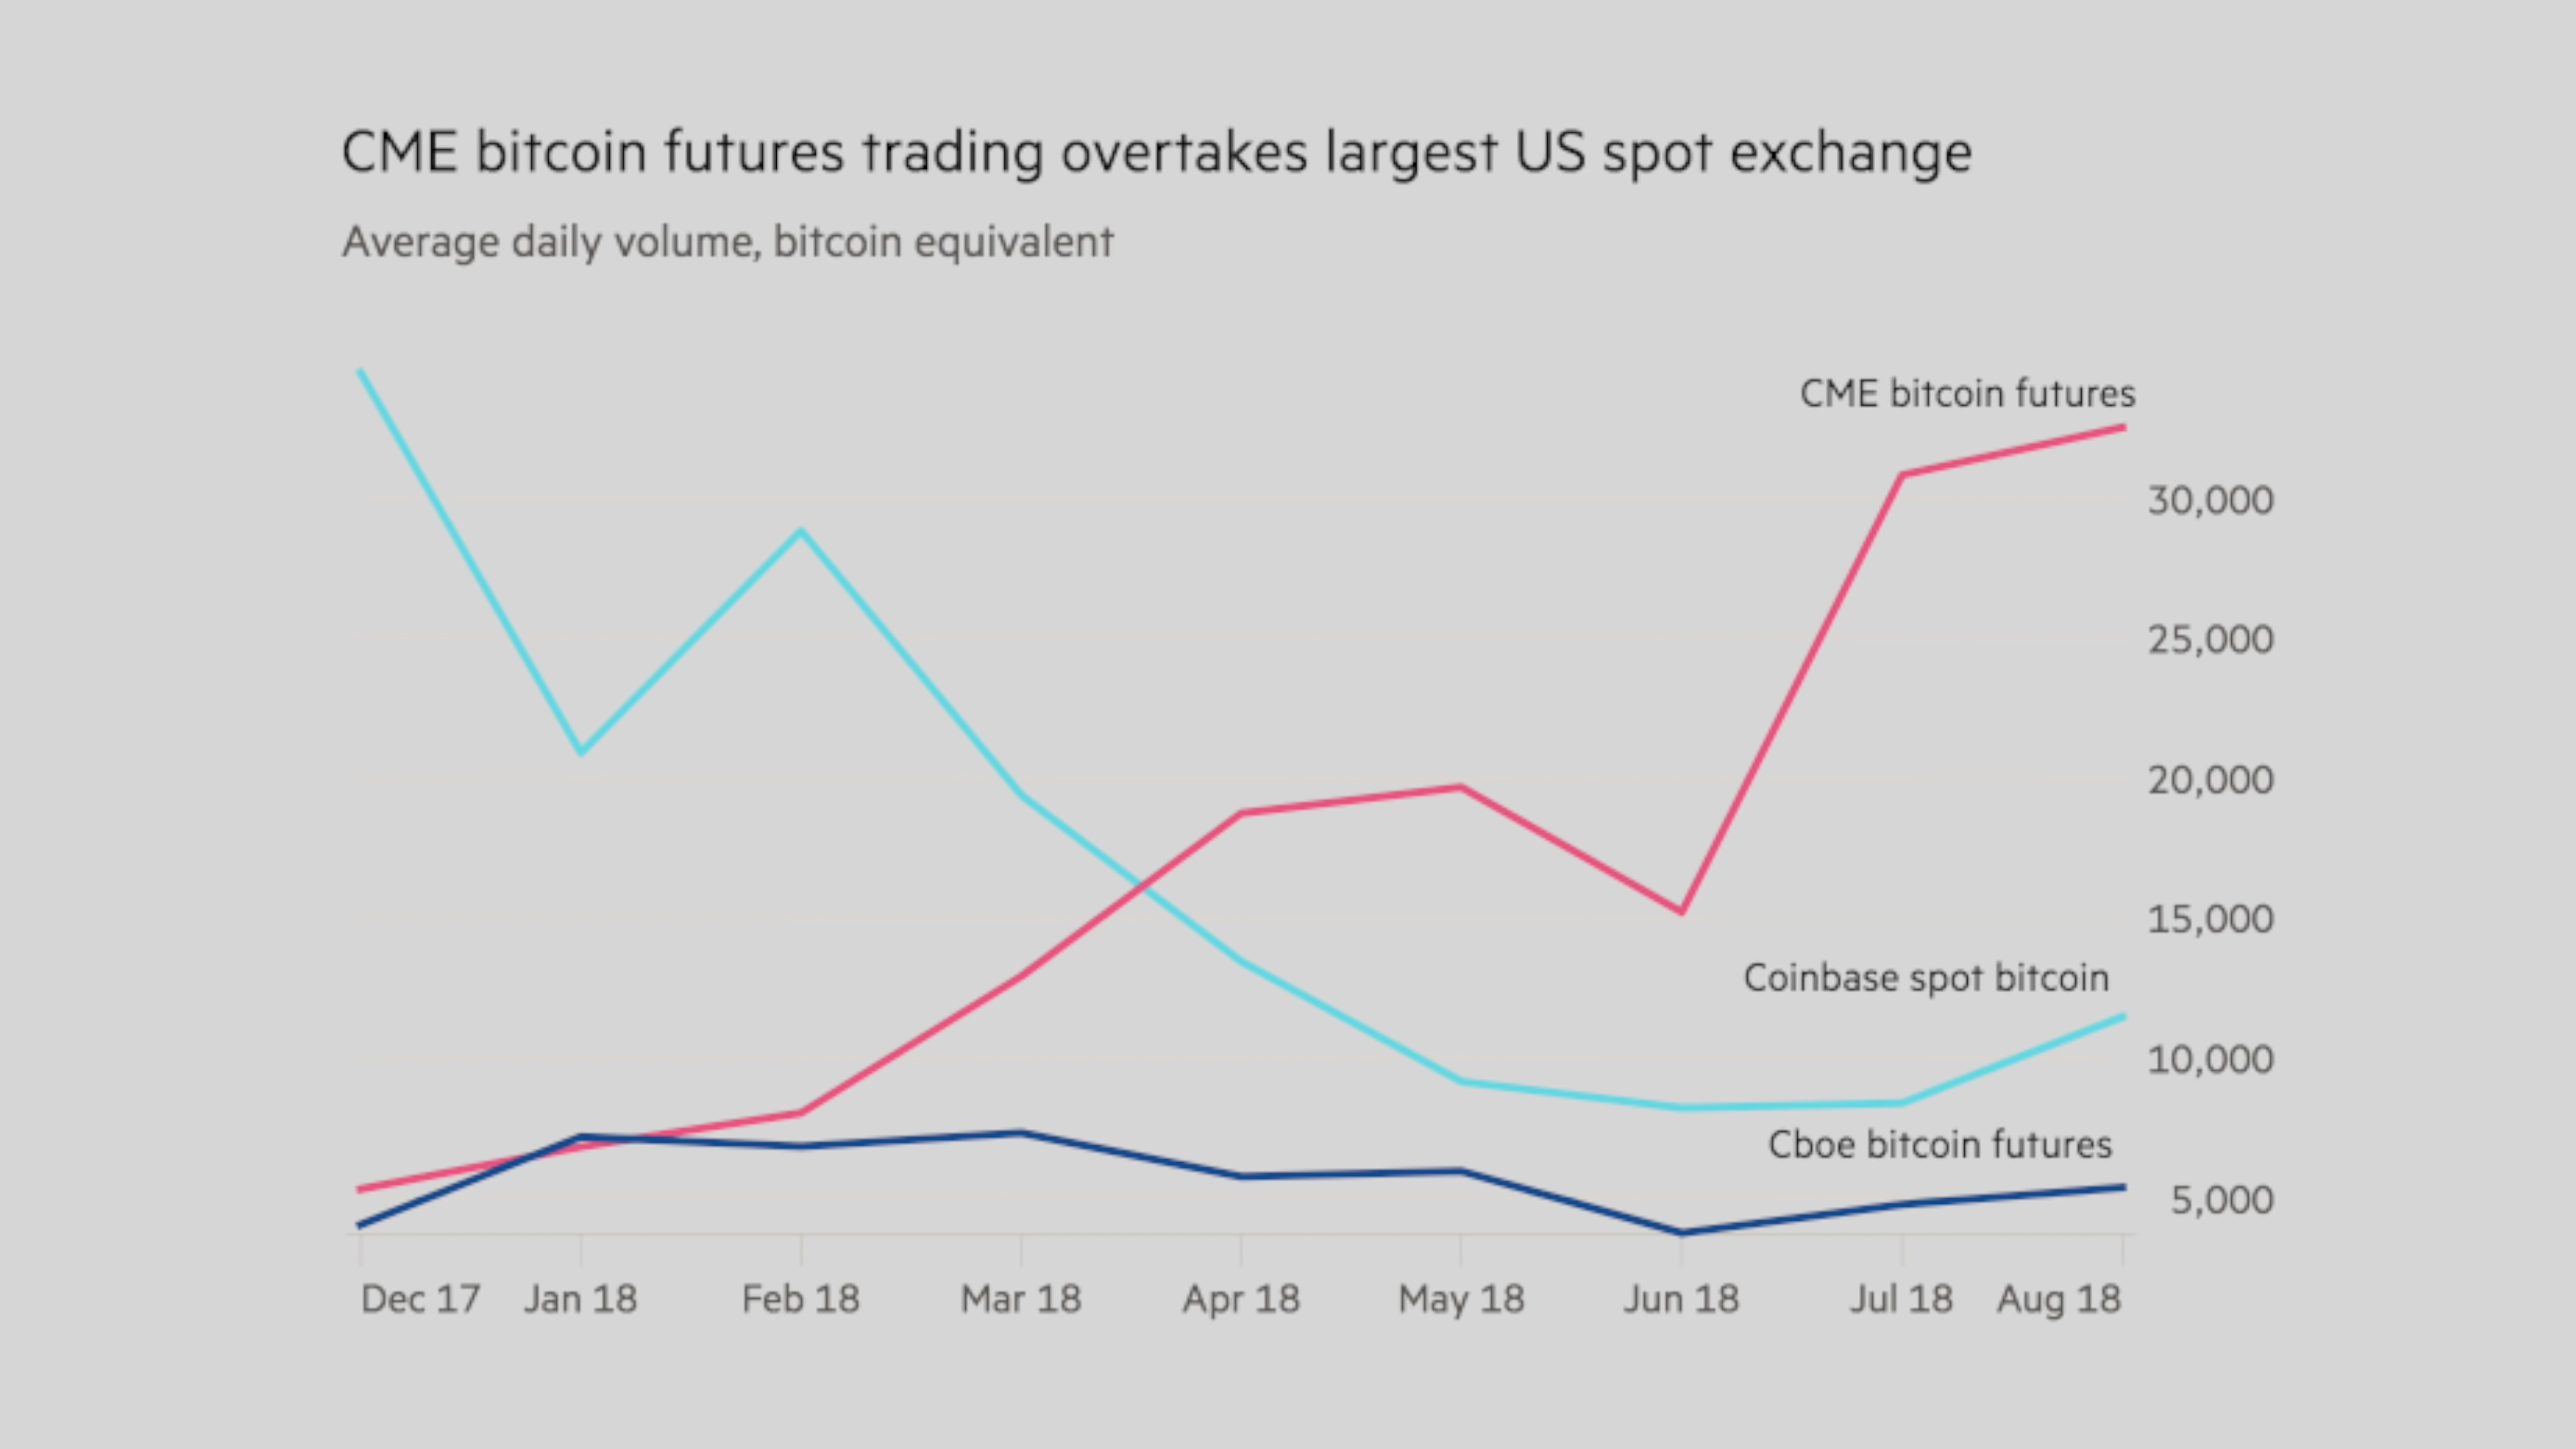 CME bitcoin futures trading overtakes largest US spot exchange
Average daily volume, bitcoin equivalent
CME bitcoin futures
30,000
25,000
20,000
15,000
Coinbase spot bitcoin
10,000
Cboe bitcoin futures
5,000
Dec 17 Jan 18 Feb 18 Mar 18 Apr 18 May 18 Jun 18 Jul 18 Aug 18